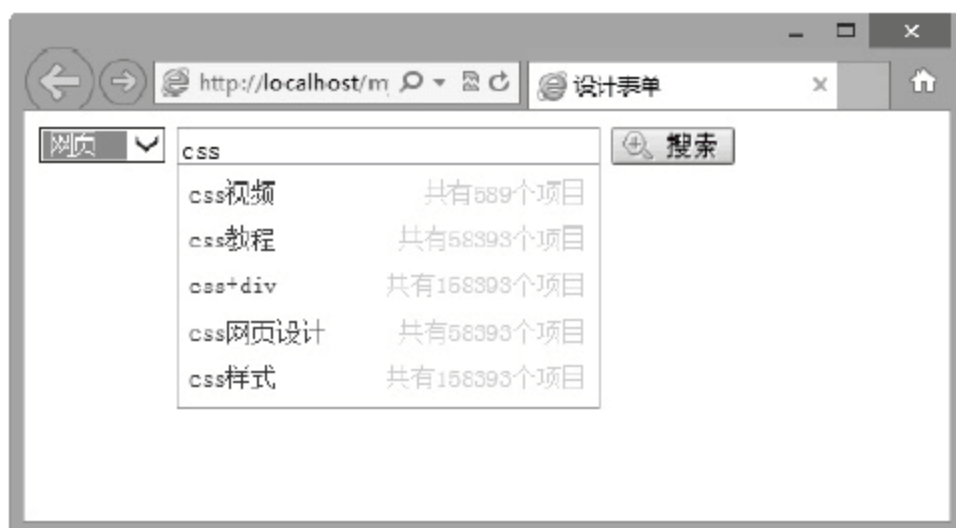 http://localhost/m
设计表单
网页
css
搜索
css视频 共有589个项目
css教程 共有58393个项目
css+div 共有158393个项目
css网页设计 共有58393个项目
css样式 共有158393个项目